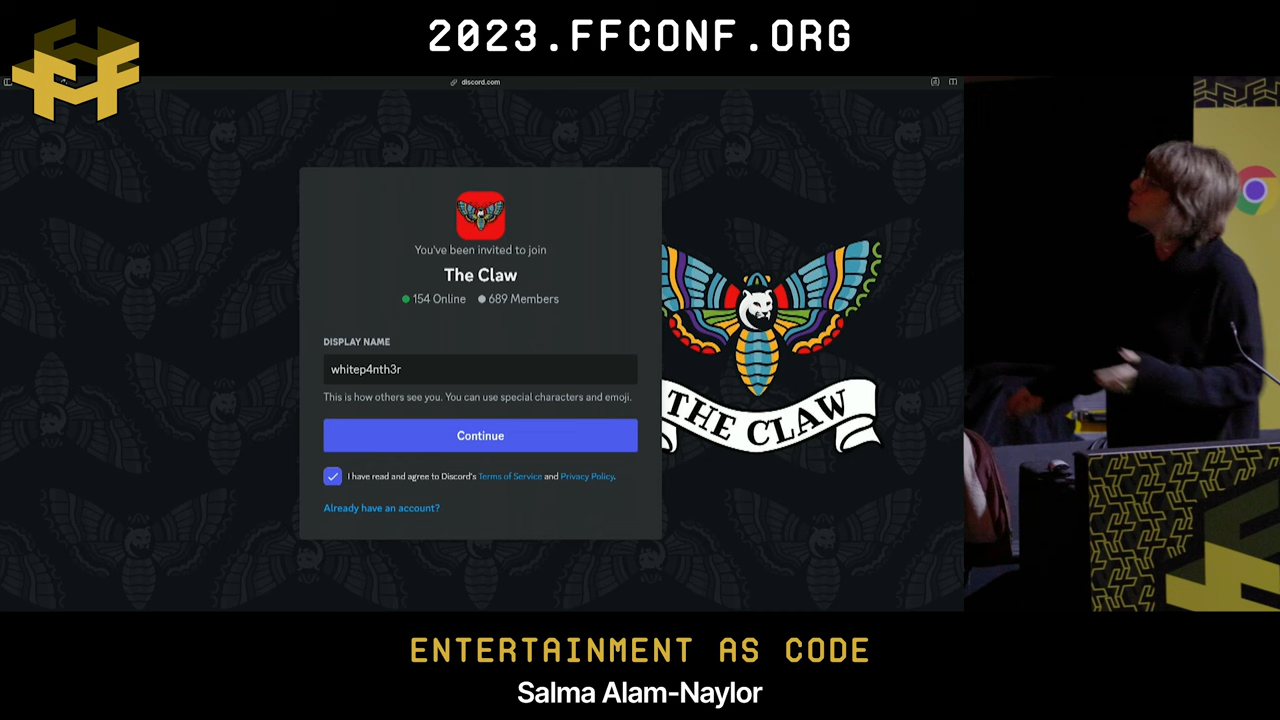 2023.FFCONF.ORG
discord.com
You've been invited to join
The Claw
154 Online 689 Members
DISPLAY NAME
whitep4nth3r
This is how others see you. You can use special characters and emoji.
Continue
I have read and agree to Discord's Terms of Service and Privacy Policy.
Already have an account?
THE CLAW
ENTERTAINMENT AS CODE
Salma Alam-Naylor